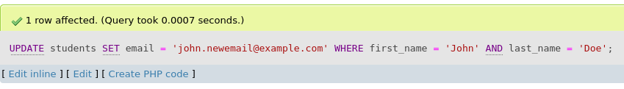 1 row affected. (Query took 0.0007 seconds.)
UPDATE students SET email = 'john.newemail@example.com' WHERE first_name = 'John' AND last_name = 'Doe';
[ Edit inline ] [ Edit ] [ Create PHP code ]